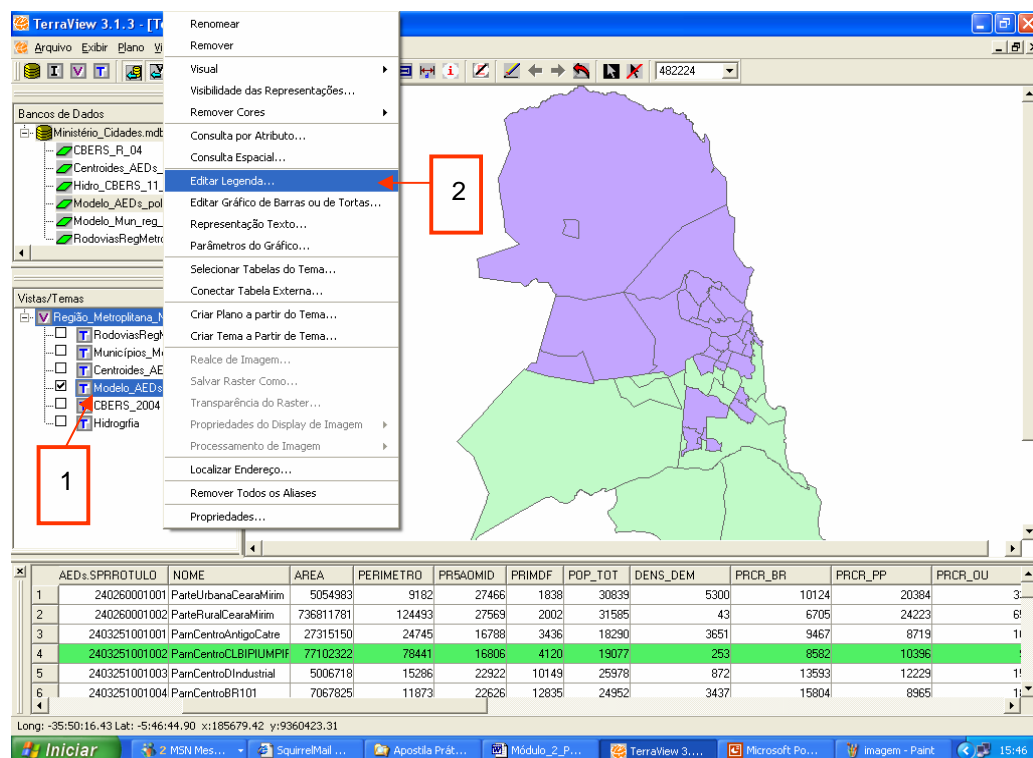 TerraView 3.1.3 - [T
Arquivo Exibir Plano Vi
482224
Renomear
Remover
Visual
Visibilidade das Representações...
Remover Cores
Consulta por Atributo...
Consulta Espacial...
Editar Legenda...
Editar Gráfico de Barras ou de Tortas...
Representação Texto...
Parâmetros do Gráfico...
Selecionar Tabelas do Tema...
Conectar Tabela Externa...
Criar Plano a partir do Tema...
Criar Tema a Partir de Tema...
Realce de Imagem...
Salvar Raster Como...
Transparência do Raster...
Propriedades do Display de Imagem
Processamento de Imagem
Localizar Endereço...
Remover Todos os Aliases
Propriedades...
2
Bancos de Dados
Ministério_Cidades.mdb
CBERS_R_04
Centroides_AEDs_
Hidro_CBERS_11_
Modelo_AEDs_pol
Modelo_Mun_reg_
RodoviasRegMetro
Vistas/Temas
Região_Metroplitana_N
RodoviasRegM
Municípios_Me
Centroides_AE
Modelo_AEDs
CBERS_2004
Hidrogrfia
1
AEDs.SPRROTULO NOME AREA PERIMETRO PR5AOMID PRIMDF POP_TOT DENS_DEM PRCR_BR PRCR_PP PRCR_OU
1 240260001001 ParteUrbanaCearaMirim 5054983 9182 27466 1838 30839 5300 10124 20384
2 240260001002 ParteRuralCearaMirim 736811781 124493 27569 2002 31585 43 6705 24223
3 2403251001001 ParnCentroAntigoCatre 27315150 24745 16788 3436 18290 3651 9467 8719
4 2403251001002 ParnCentroCLBIPIUMPIF 77102322 78441 16806 4120 19077 253 8582 10396
5 2403251001003 ParnCentroDIndustrial 5006718 15286 22922 10149 25978 872 13593 12229
6 2403251001004 ParnCentroBR101 7067825 11873 22626 12835 24952 3437 15804 8965
Long: -35:50:16.43 Lat: -5:46:44.90 x:185679.42 y:9360423.31
Iniciar 2 MSN Mes... SquirrelMail ... Apostila Prát... Módulo_2_P... TerraView 3.... Microsoft Po... imagem - Paint 15:46